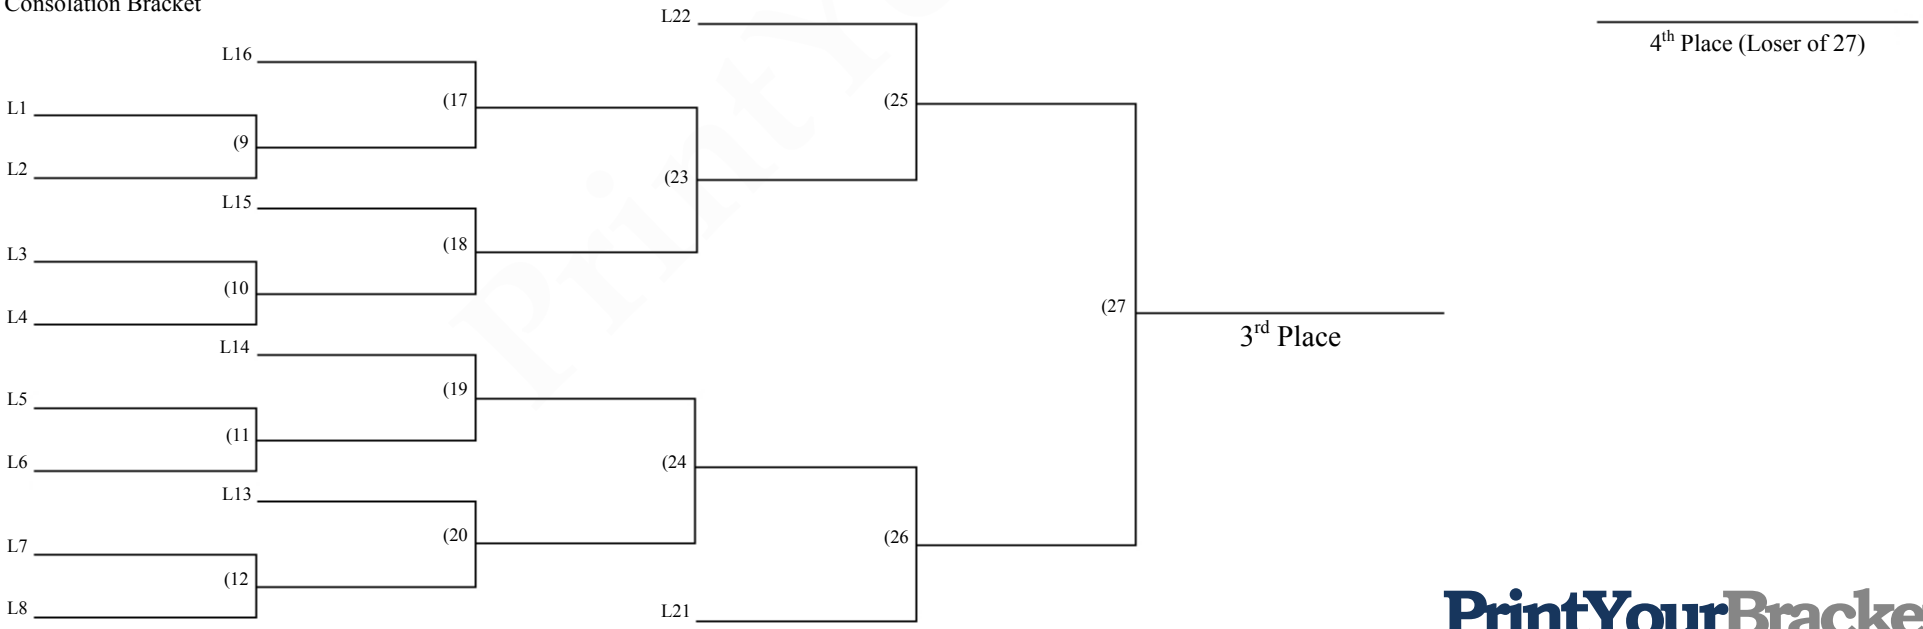 Consolation Bracket
L22
4th Place (Loser of 27)
L16
(17
(25
L1
(9
L2
(23
L15
(18
L3
(10
(27
L4
3rd Place
L14
(19
L5
(11
L6
(24
L13
(20
(26
L7
(12
L8
L21
PrintYourBracke
PrintY